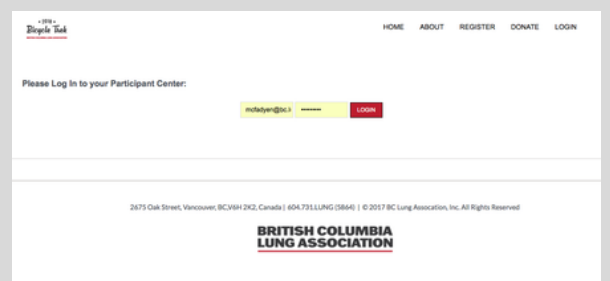 • 2018 •
Bicycle Trek
HOME ABOUT REGISTER DONATE LOGIN
Please Log In to your Participant Center:
mcfadyen@bc.l •••••••• LOGIN
2675 Oak Street, Vancouver, BC,V6H 2K2, Canada | 604.731.LUNG (5864) | © 2017 BC Lung Assocation, Inc. All Rights Reserved
BRITISH COLUMBIA
LUNG ASSOCIATION